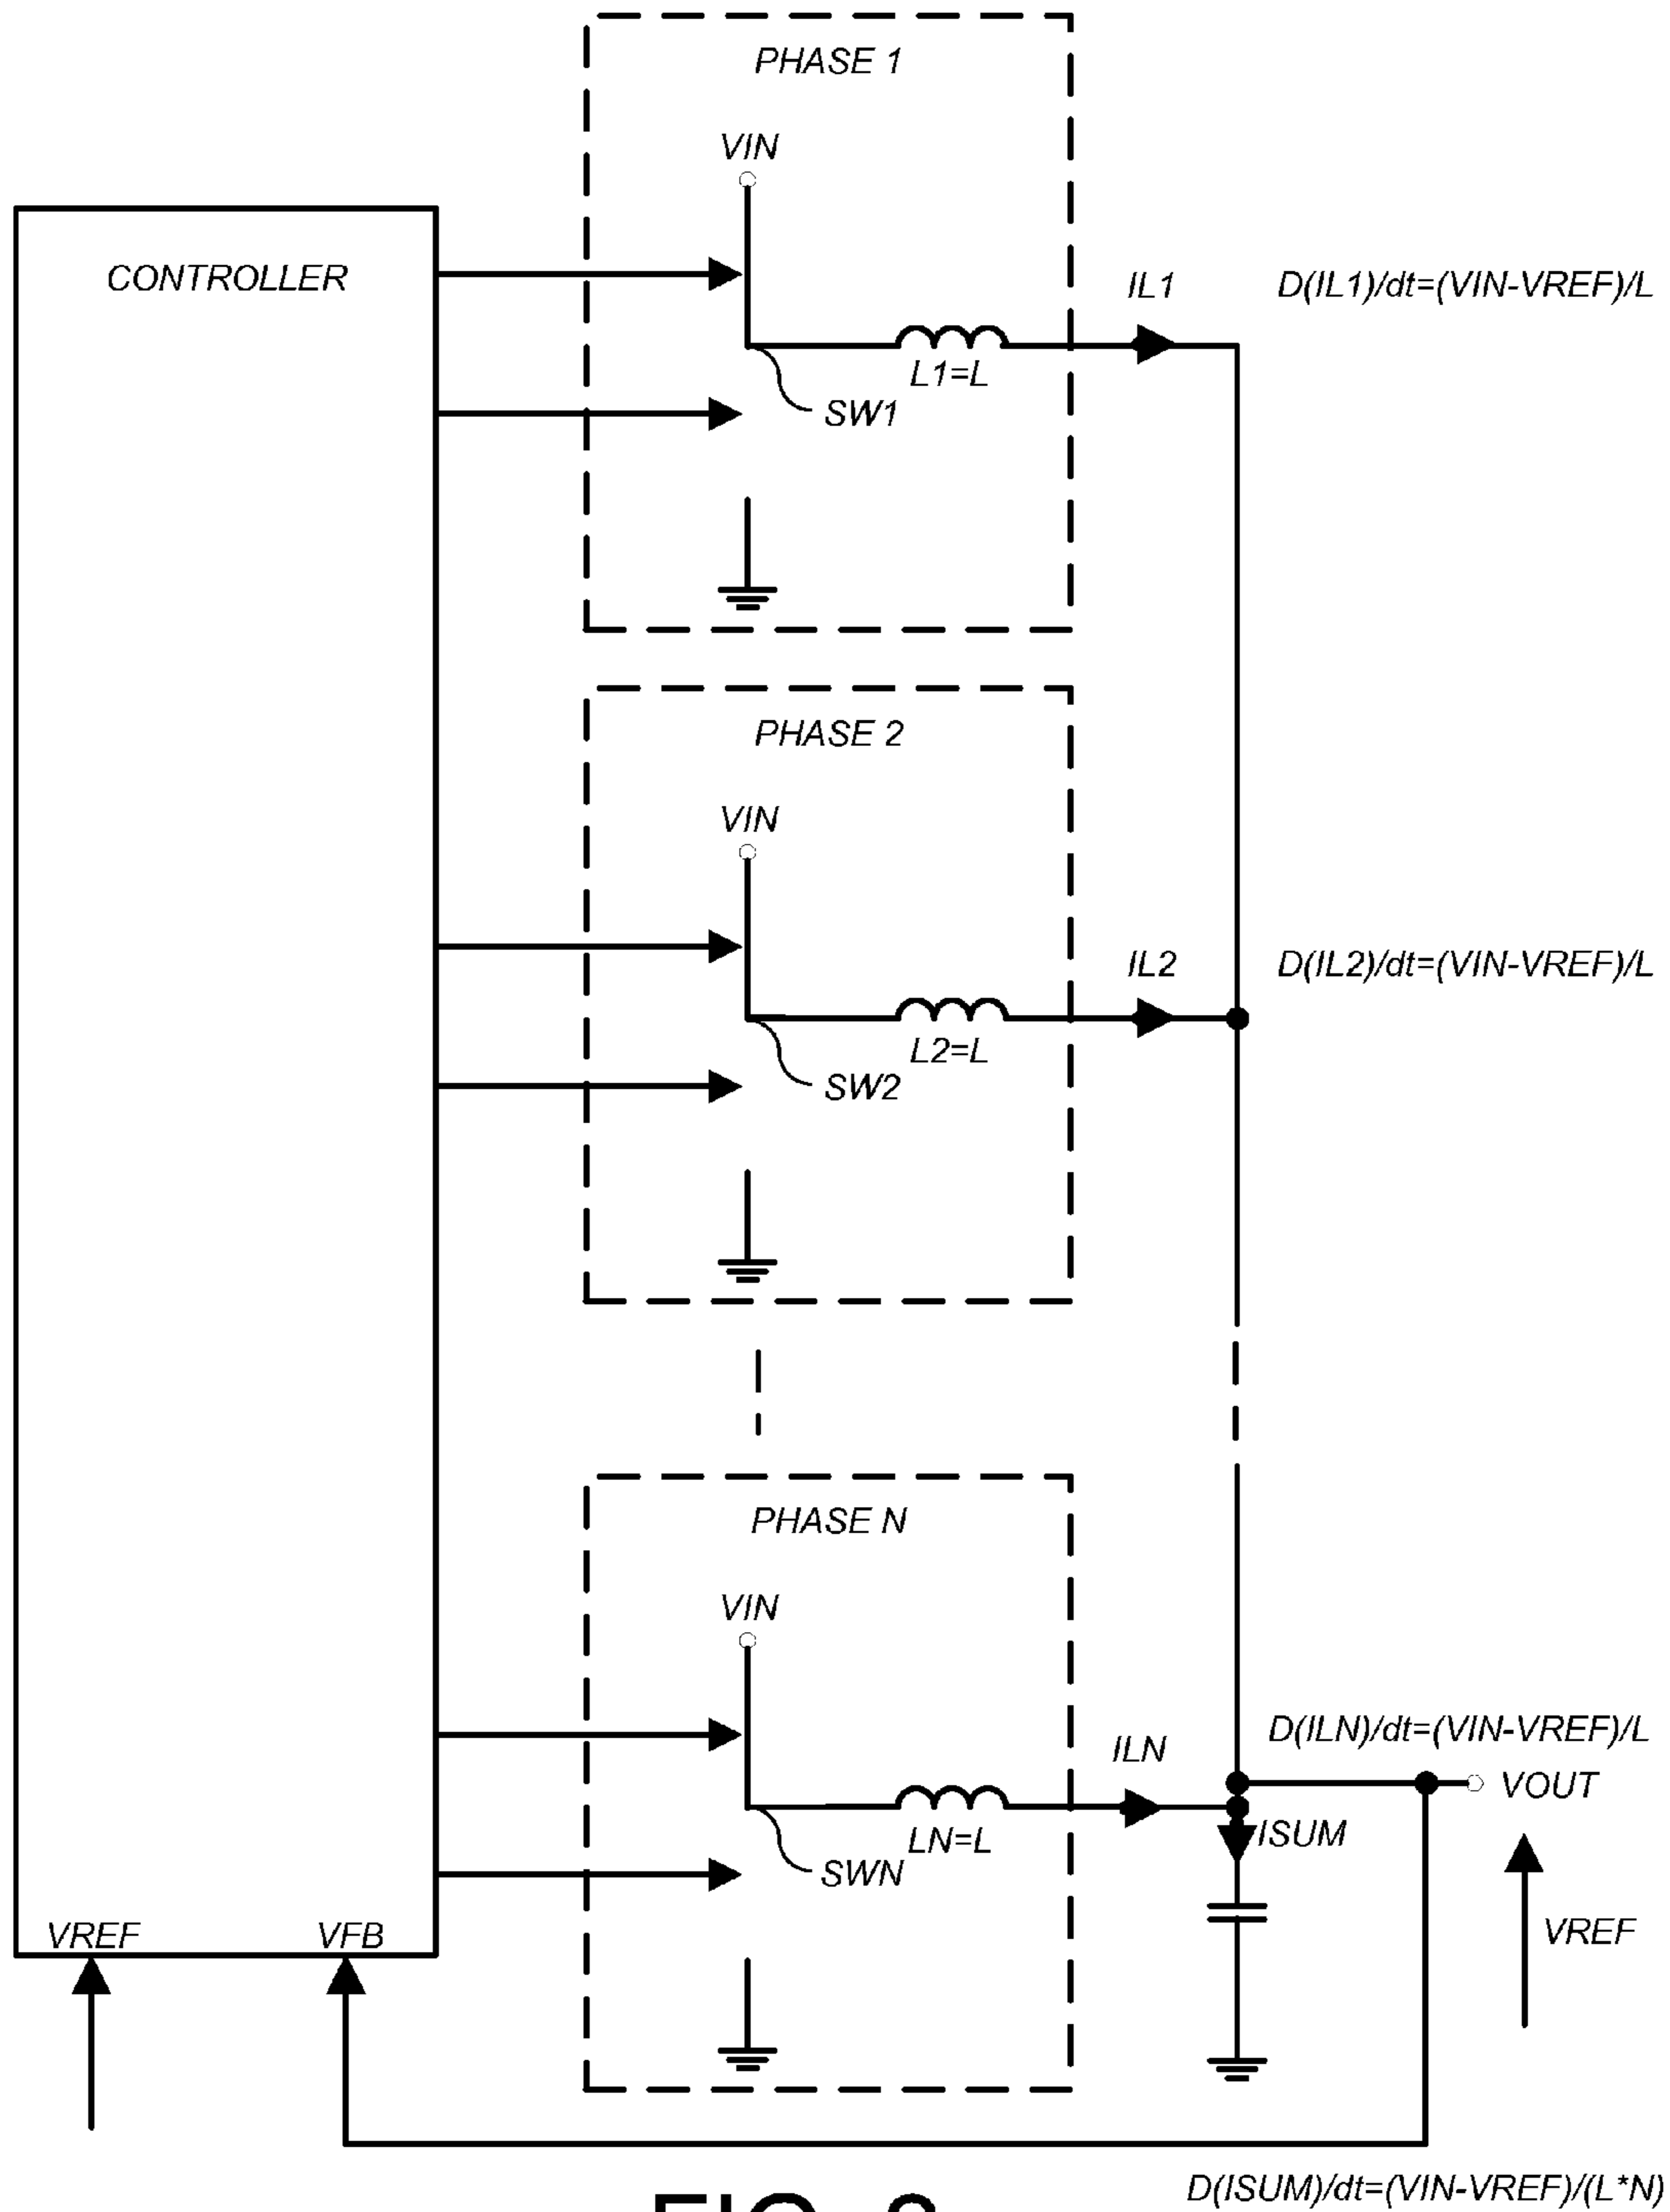 PHASE 1
VIN
CONTROLLER
IL1
D(IL1)/dt=(VIN-VREF)/L
L1=L
SW1
PHASE 2
VIN
IL2
D(IL2)/dt=(VIN-VREF)/L
L2=L
SW2
PHASE N
VIN
D(ILN)/dt=(VIN-VREF)/L
ILN
VOUT
LN=L
ISUM
SWN
VREF
VFB
VREF
D(ISUM)/dt=(VIN-VREF)/(L*N)